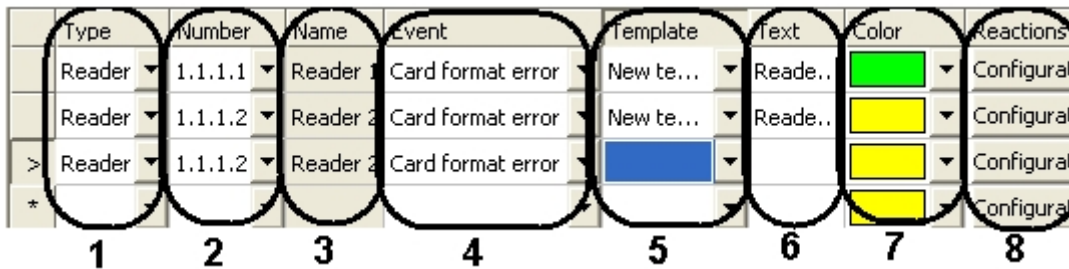 Type Number Name Event Template Text Color Reactions
Reader 1.1.1.1 Reader 1 Card format error New te... Reade.. Configurat
Reader 1.1.1.2 Reader 2 Card format error New te... Reade.. Configurat
> Reader 1.1.1.2 Reader 2 Card format error Configurat
* Configurat
1 2 3 4 5 6 7 8